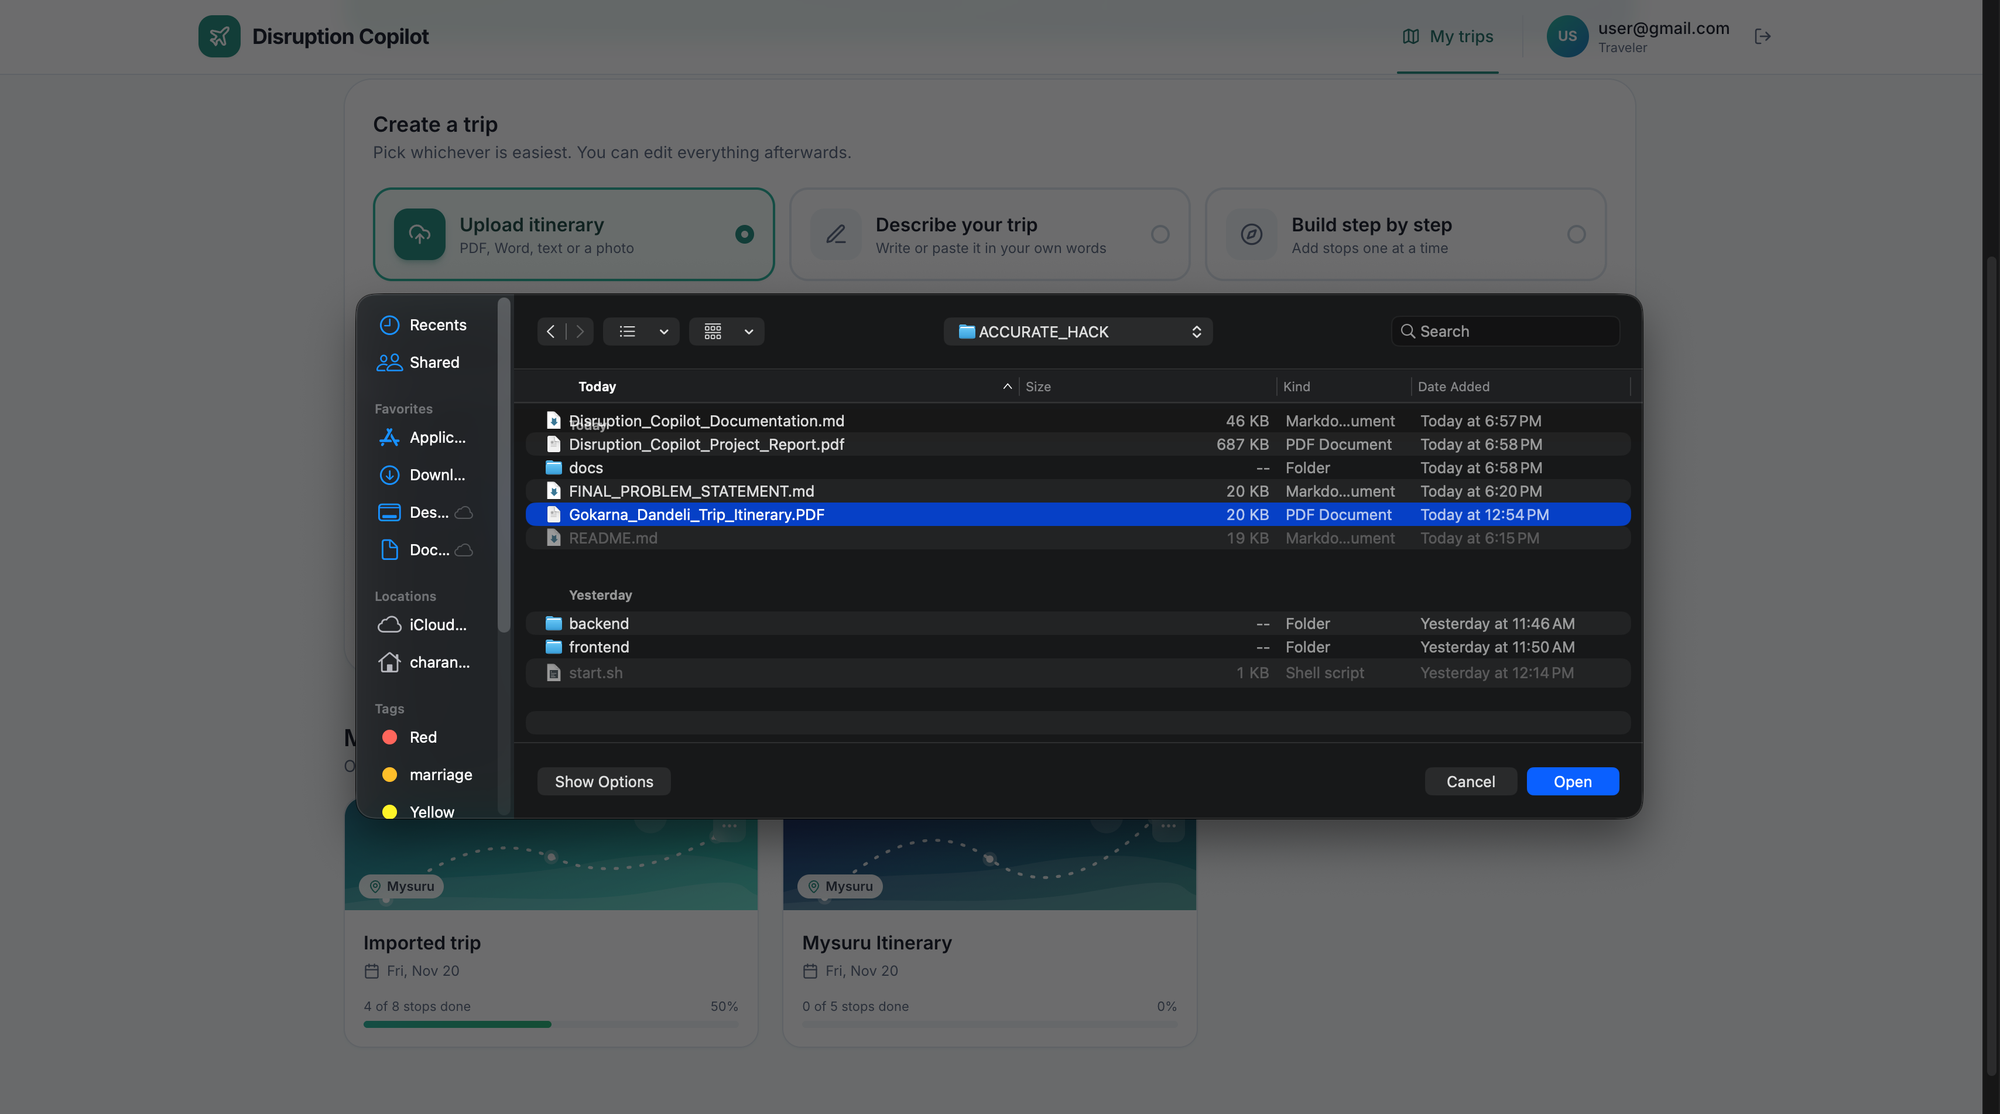 Disruption Copilot
My trips
US
user@gmail.com
Traveler
Create a trip
Pick whichever is easiest. You can edit everything afterwards.
Upload itinerary
PDF, Word, text or a photo
Describe your trip
Write or paste it in your own words
Build step by step
Add stops one at a time
Recents
Shared
Favorites
Applic...
Downl...
Des...
Doc...
Locations
iCloud...
charan...
Tags
Red
marriage
Yellow
ACCURATE_HACK
Search
Today Size Kind Date Added
Today
Disruption_Copilot_Documentation.md 46 KB Markdo...ument Today at 6:57 PM
Disruption_Copilot_Project_Report.pdf 687 KB PDF Document Today at 6:58 PM
docs -- Folder Today at 6:58 PM
FINAL_PROBLEM_STATEMENT.md 20 KB Markdo...ument Today at 6:20 PM
Gokarna_Dandeli_Trip_Itinerary.PDF 20 KB PDF Document Today at 12:54 PM
README.md 19 KB Markdo...ument Today at 6:15 PM
Yesterday
backend -- Folder Yesterday at 11:46 AM
frontend -- Folder Yesterday at 11:50 AM
start.sh 1 KB Shell script Yesterday at 12:14 PM
Show Options
Cancel
Open
Mysuru
Imported trip
Fri, Nov 20
4 of 8 stops done 50%
Mysuru
Mysuru Itinerary
Fri, Nov 20
0 of 5 stops done 0%